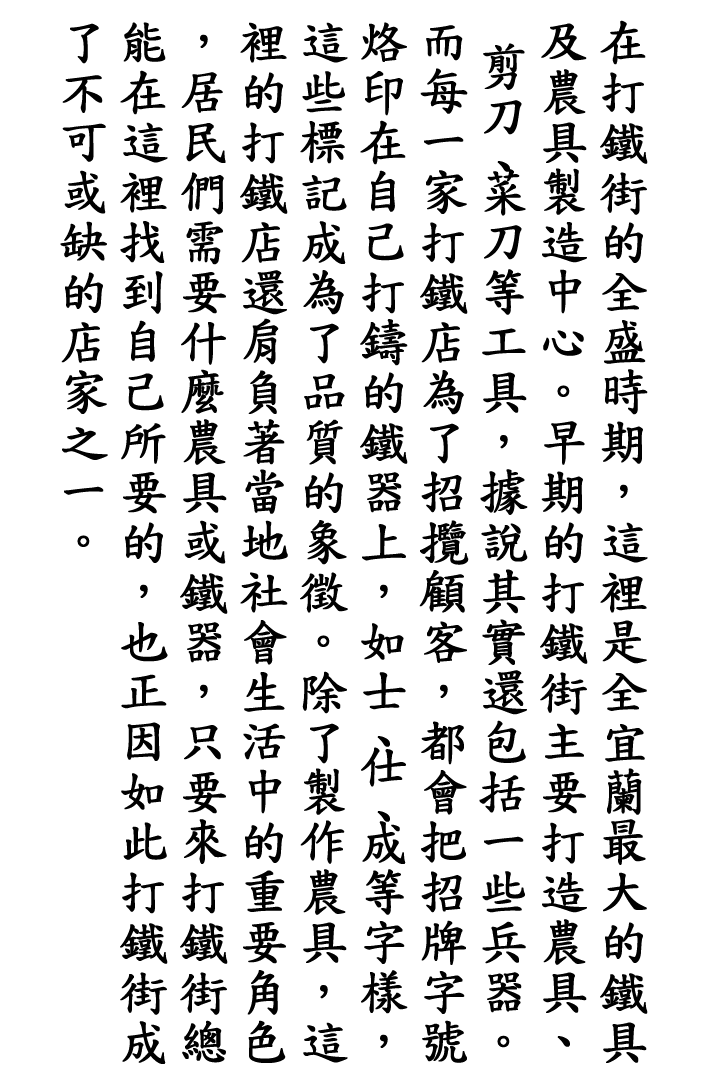 在打鐵街的全盛時期，這裡是全宜蘭最大的鐵具
及農具製造中心。早期的打鐵街主要打造農具、
剪刀、菜刀等工具，據說其實還包括一些兵器。
而每一家打鐵店為了招攬顧客，都會把招牌字號
烙印在自己打鑄的鐵器上，如士、仕、成等字樣，
這些標記成為了品質的象徵。除了製作農具，這
裡的打鐵店還肩負著當地社會生活中的重要角色
，居民們需要什麼農具或鐵器，只要來打鐵街總
能在這裡找到自己所要的，也正因如此打鐵街成
了不可或缺的店家之一。